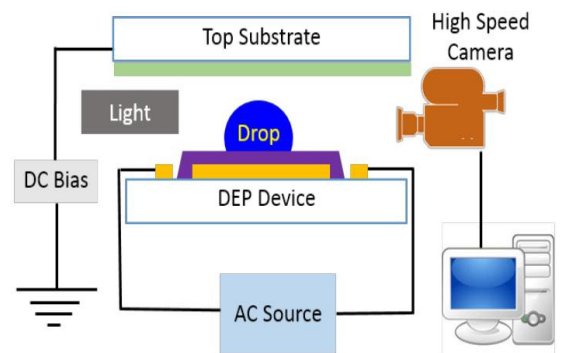 Top Substrate
High Speed
Camera
Light
Drop
DC Bias
DEP Device
AC Source